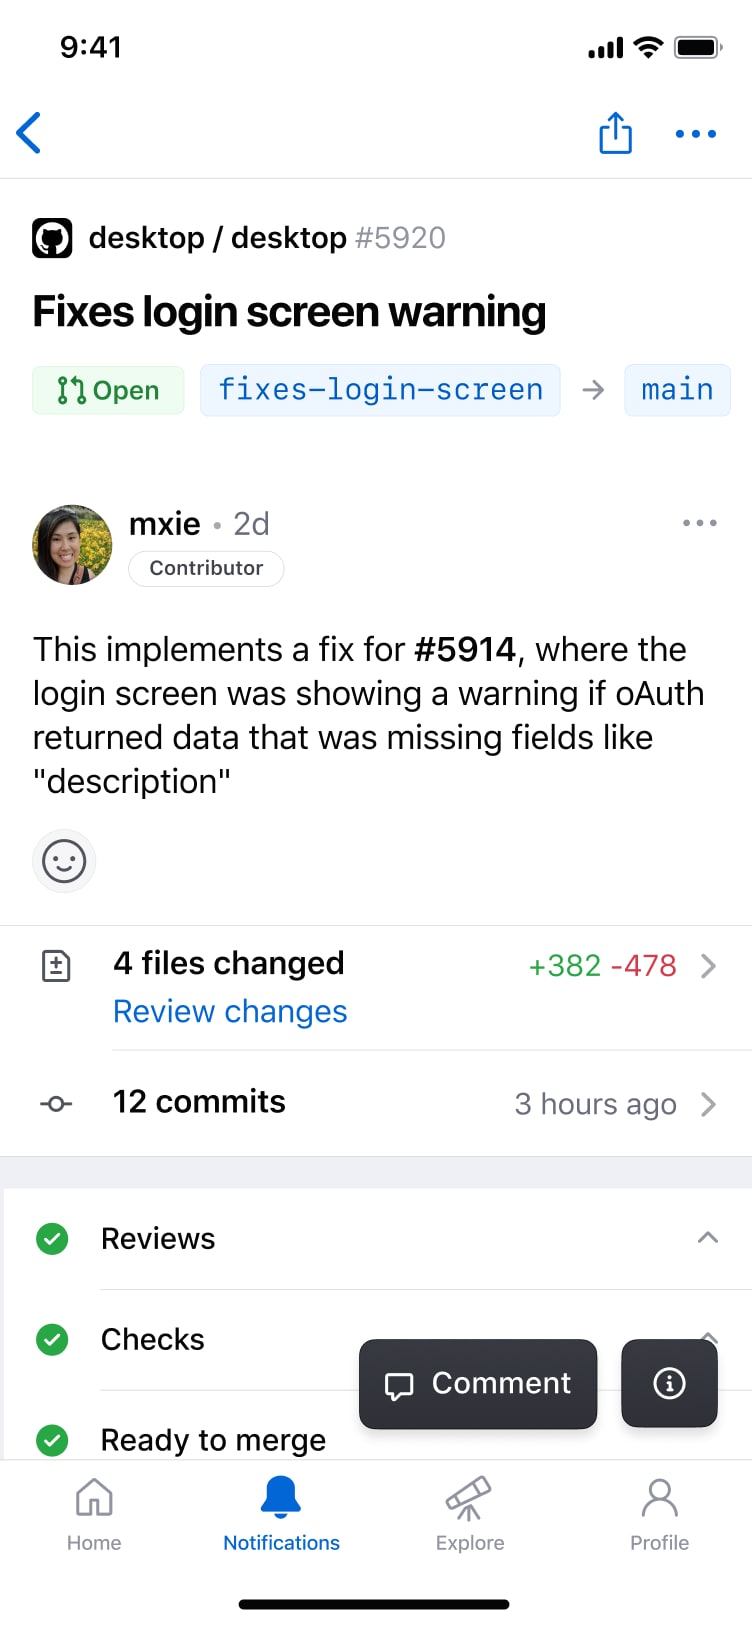 9:41
desktop / desktop #5920
Fixes login screen warning
Open fixes-login-screen → main
mxie • 2d
Contributor
This implements a fix for #5914, where the
login screen was showing a warning if oAuth
returned data that was missing fields like
"description"
4 files changed +382 -478
Review changes
12 commits 3 hours ago
Reviews
Checks
Comment
Ready to merge
Home Notifications Explore Profile